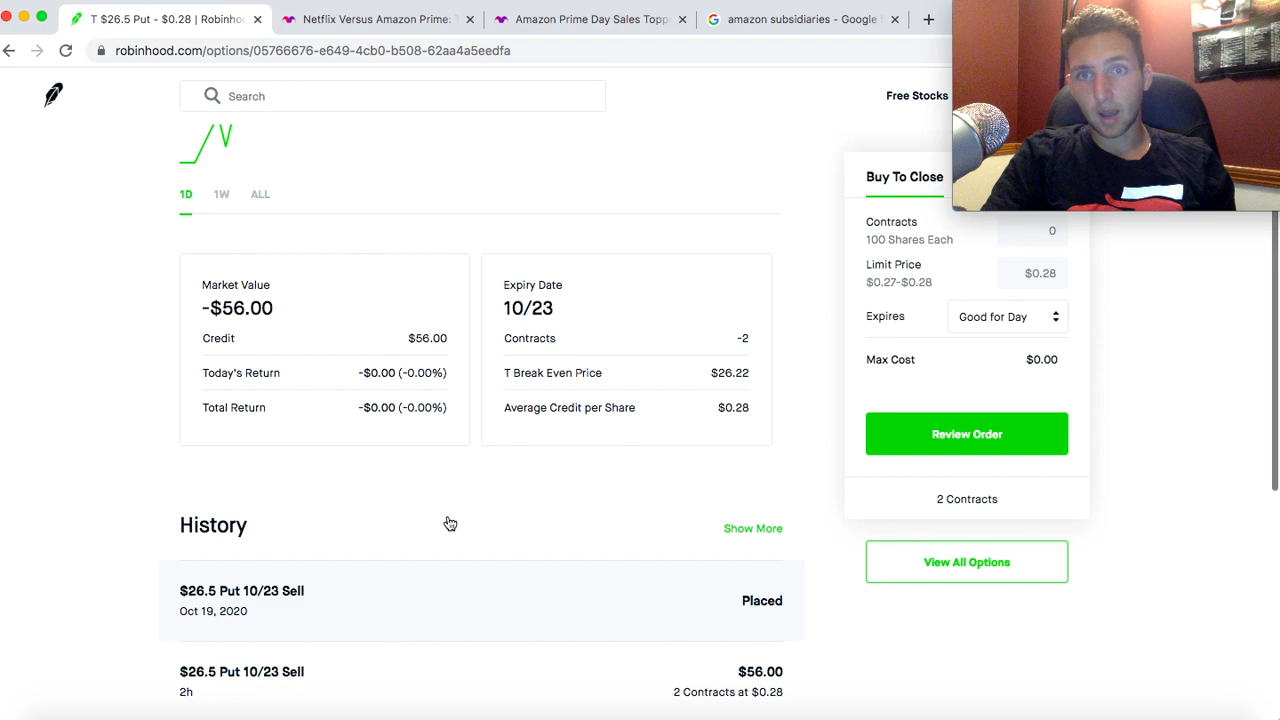 T $26.5 Put - $0.28 | Robinho
Netflix Versus Amazon Prime: T
Amazon Prime Day Sales Topp
amazon subsidiaries - Google
robinhood.com/options/05766676-e649-4cb0-b508-62aa4a5eedfa
Search
Free Stocks
1D 1W ALL
Buy To Close
Contracts 0
100 Shares Each
Limit Price $0.28
$0.27-$0.28
Expires Good for Day
Max Cost $0.00
Review Order
2 Contracts
View All Options
Market Value
-$56.00
Credit $56.00
Today's Return -$0.00 (-0.00%)
Total Return -$0.00 (-0.00%)
Expiry Date
10/23
Contracts -2
T Break Even Price $26.22
Average Credit per Share $0.28
History Show More
$26.5 Put 10/23 Sell
Oct 19, 2020
Placed
$26.5 Put 10/23 Sell $56.00
2h 2 Contracts at $0.28